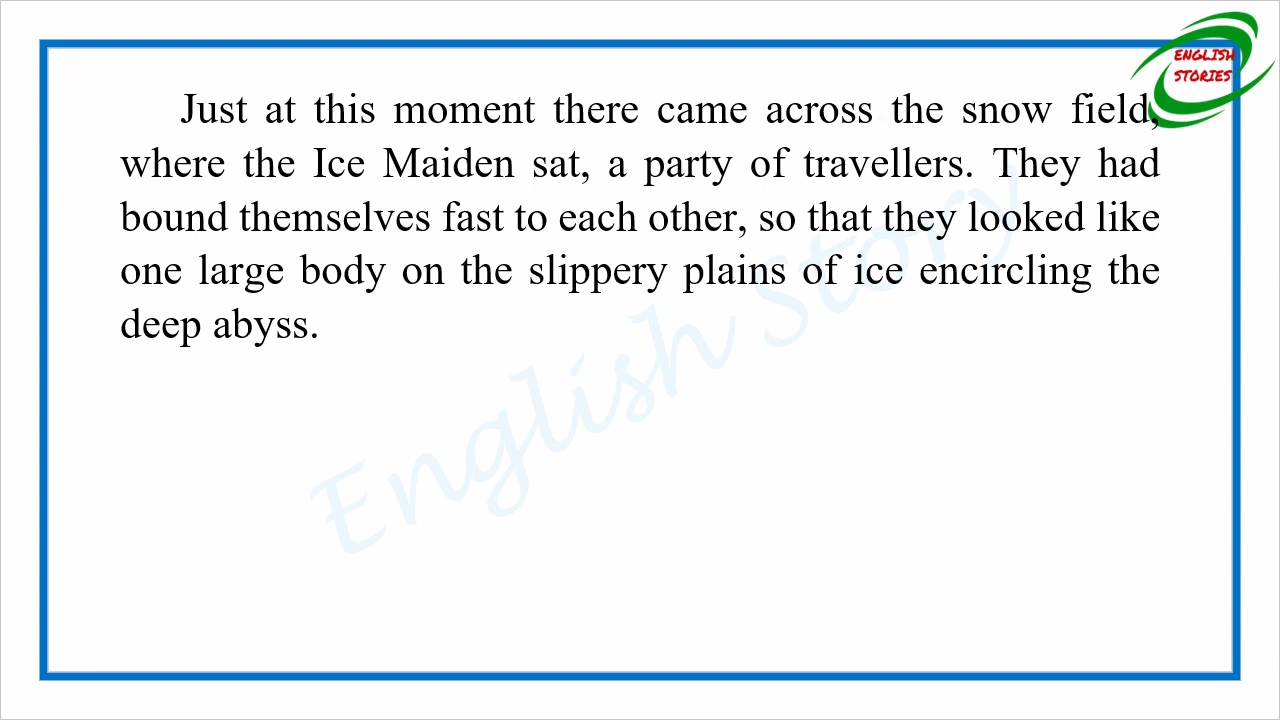 ENGLISH
STORIES
Just at this moment there came across the snow field,
where the Ice Maiden sat, a party of travellers. They had
bound themselves fast to each other, so that they looked like
one large body on the slippery plains of ice encircling the
deep abyss.
English Story